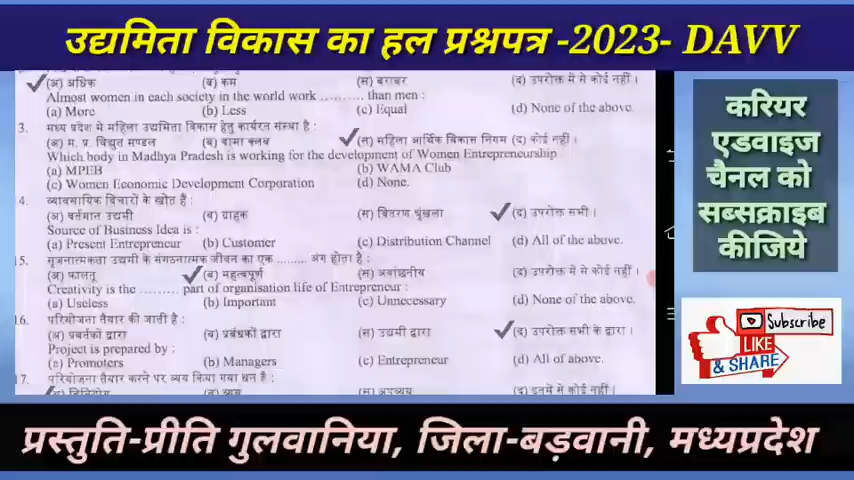 उद्यमिता विकास का हल प्रश्नपत्र -2023- DAVV
(अ) अधिक (ब) कम (स) बराबर (द) उपरोक्त में से कोई नहीं ।
Almost women in each society in the world work .......... than men :
(a) More (b) Less (c) Equal (d) None of the above.
3. मध्य प्रदेश मे महिला उद्यमिता विकास हेतु कार्यरत संस्था है :
(अ) म. प्र. विद्युत मण्डल (ब) वामा क्लब (स) महिला आर्थिक विकास निगम (द) कोई नहीं ।
Which body in Madhya Pradesh is working for the development of Women Entrepreneurship
(a) MPEB (b) WAMA Club
(c) Women Economic Development Corporation (d) None.
4. व्यावसायिक विचारों के स्रोत हैं :
(अ) वर्तमान उद्यमी (ब) ग्राहक (स) वितरण श्रृंखला (द) उपरोक्त सभी ।
Source of Business Idea is :
(a) Present Entrepreneur (b) Customer (c) Distribution Channel (d) All of the above.
15. सृजनात्मकता उद्यमी के संगठनात्मक जीवन का एक ......... अंग होता है :
(अ) फालतू (ब) महत्वपूर्ण (स) अवांछनीय (द) उपरोक्त में से कोई नहीं ।
Creativity is the ......... part of organisation life of Entrepreneur :
(a) Useless (b) Important (c) Unnecessary (d) None of the above.
16. परियोजना तैयार की जाती है :
(अ) प्रवर्तकों द्वारा (ब) प्रबंधकों द्वारा (स) उद्यमी द्वारा (द) उपरोक्त सभी के द्वारा ।
Project is prepared by :
(a) Promoters (b) Managers (c) Entrepreneur (d) All of above.
17. परियोजना तैयार करने पर व्यय किया गया धन है :
(अ) विनियोग (ब) व्यय (स) अपव्यय (द) इनमें से कोई नहीं ।
करियर
एडवाइज
चैनल को
सब्सक्राइब
कीजिये
Subscribe
LIKE
& SHARE
प्रस्तुति-प्रीति गुलवानिया, जिला-बड़वानी, मध्यप्रदेश